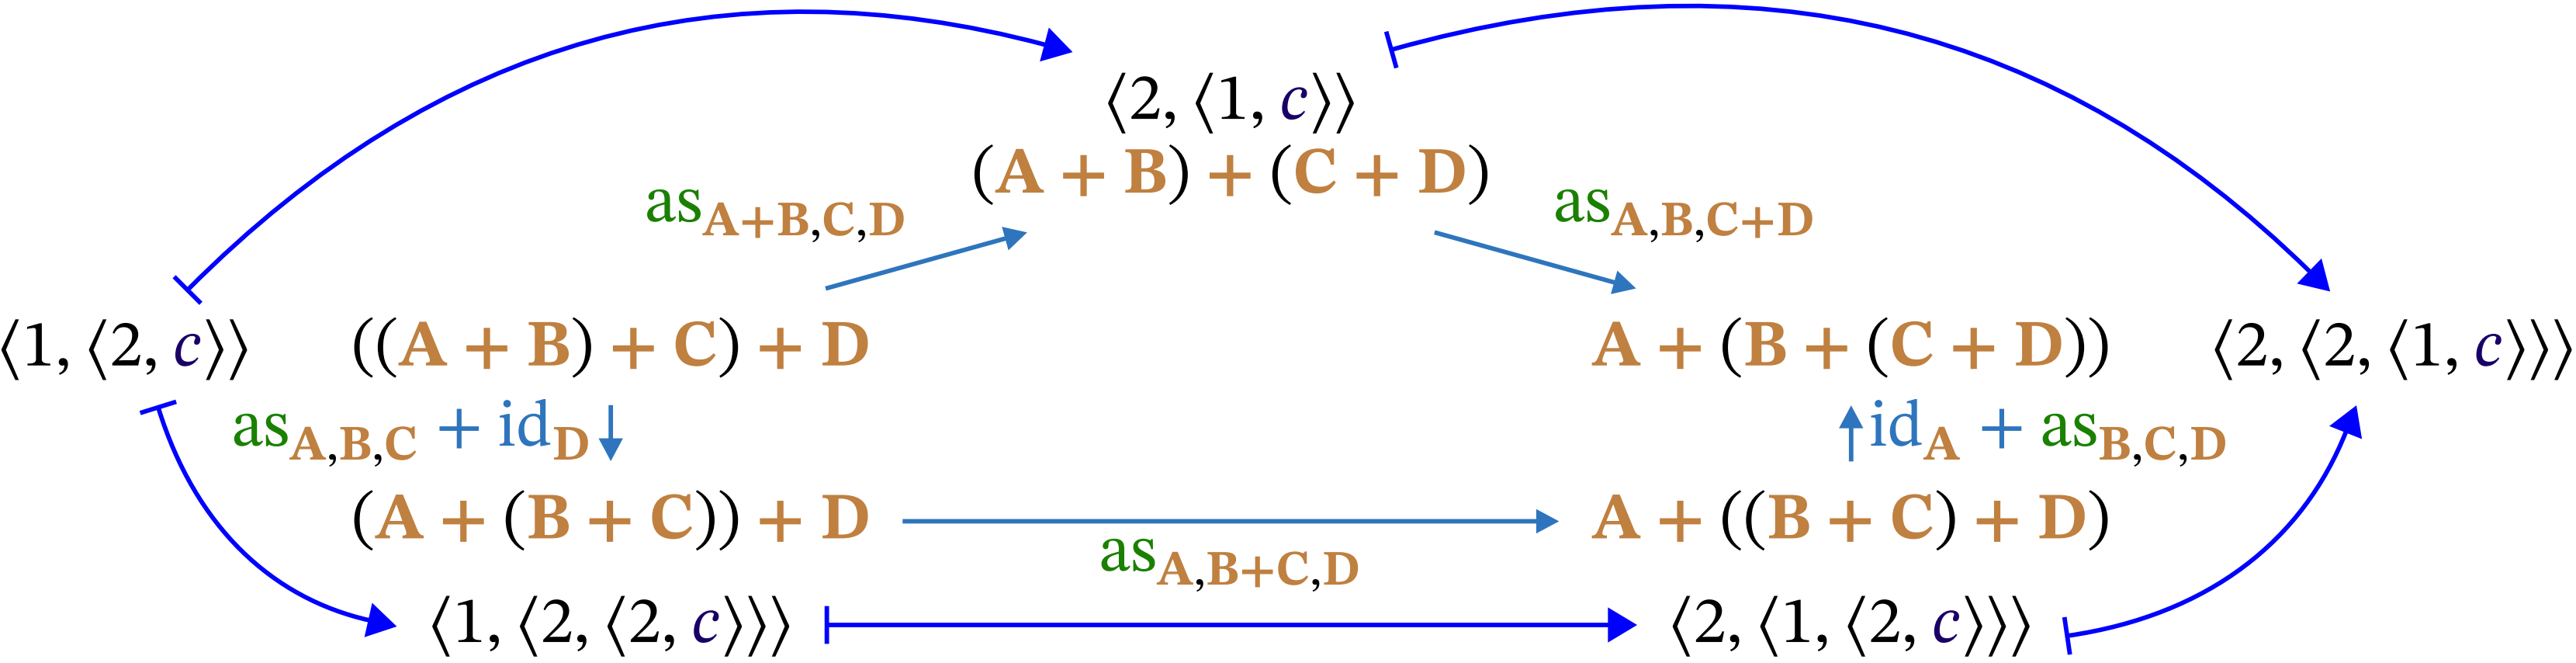 ⟨2, ⟨1, c⟩⟩
(A + B) + (C + D)
as_{A+B,C,D}
as_{A,B,C+D}
⟨1, ⟨2, c⟩⟩ ((A + B) + C) + D A + (B + (C + D)) ⟨2, ⟨2, ⟨1, c⟩⟩⟩
as_{A,B,C} + id_D ↓ ↑ id_A + as_{B,C,D}
(A + (B + C)) + D A + ((B + C) + D)
as_{A,B+C,D}
⟨1, ⟨2, ⟨2, c⟩⟩⟩ ⟨2, ⟨1, ⟨2, c⟩⟩⟩